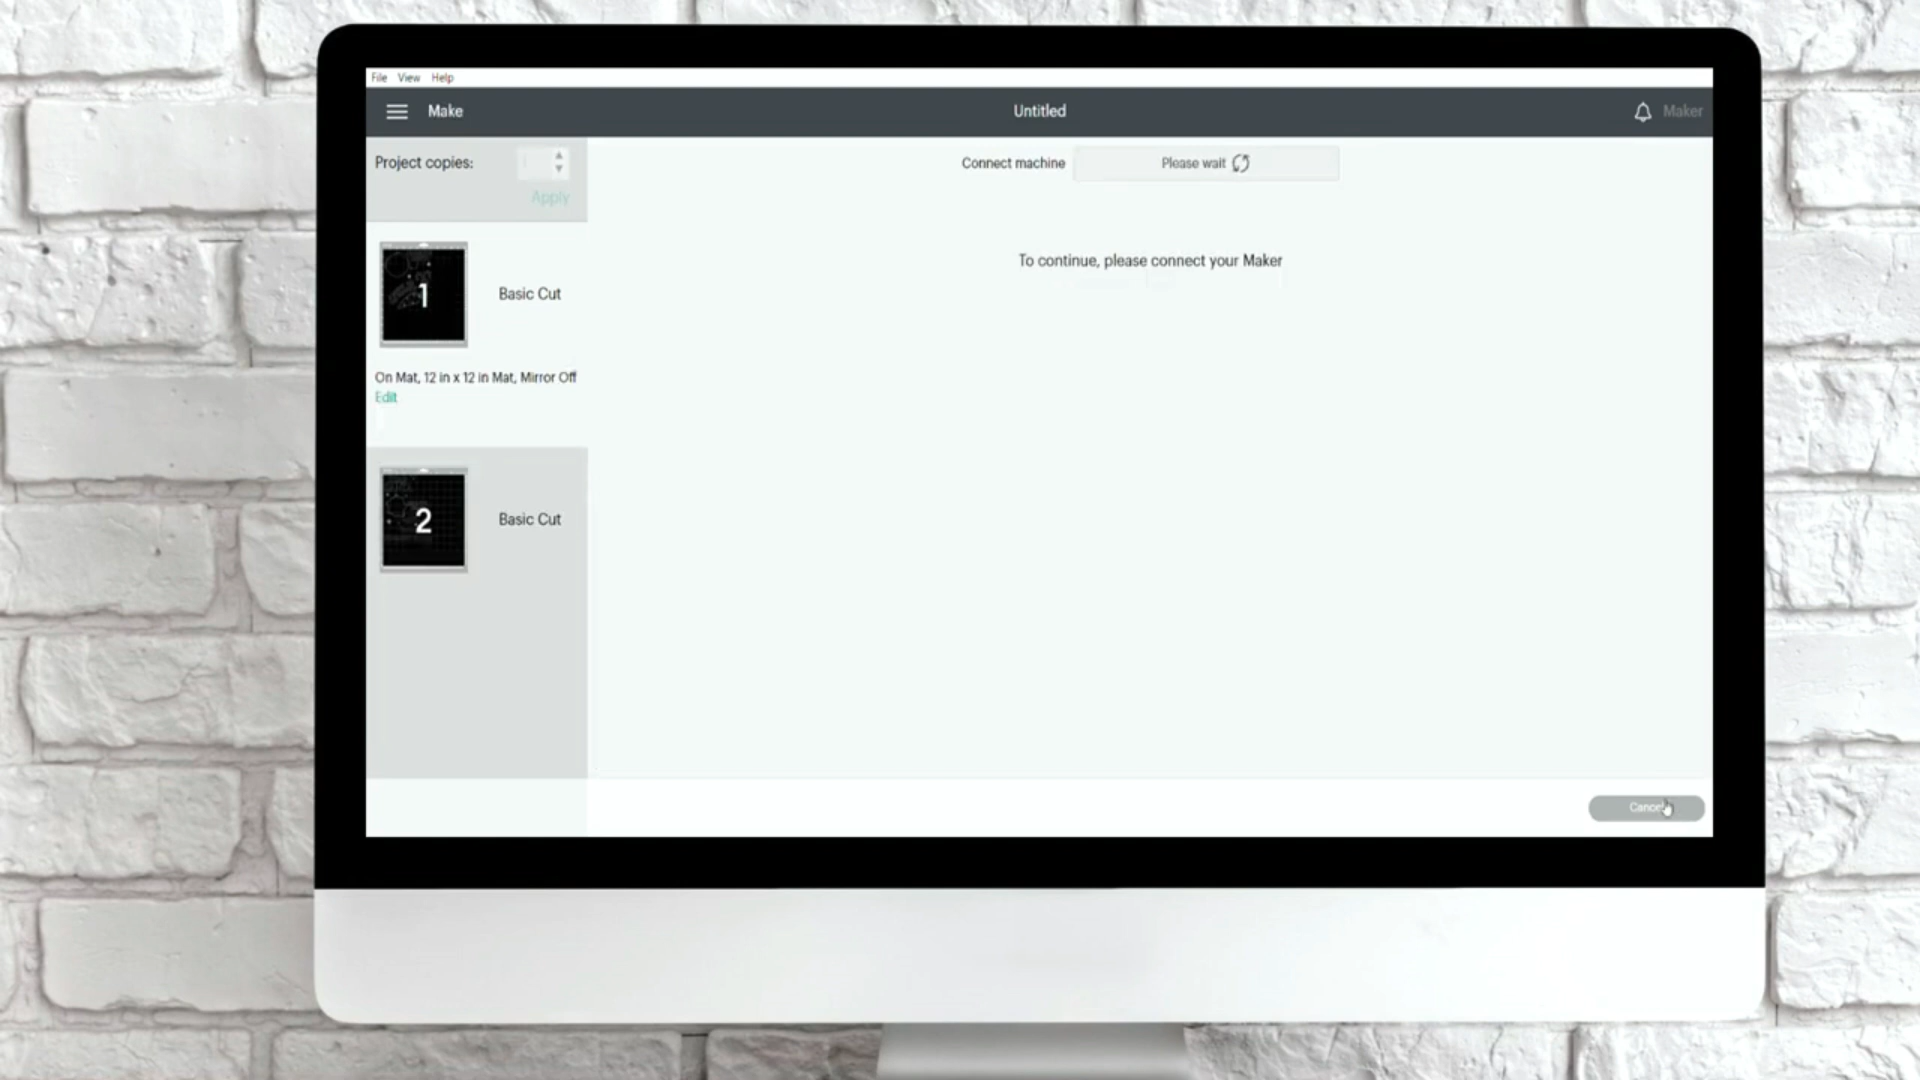 File View Help
Make
Untitled
Maker
Project copies:
Apply
Connect machine
Please wait
To continue, please connect your Maker
1
Basic Cut
On Mat, 12 in x 12 in Mat, Mirror Off
Edit
2
Basic Cut
Cancel